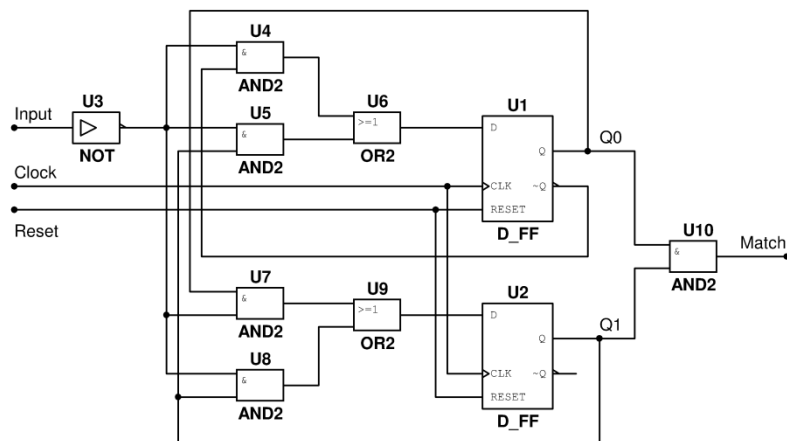 U4
&
AND2
U3
Input
NOT
U5
&
AND2
U6
>=1
OR2
U1
D
Q
CLK
~Q
RESET
D_FF
Q0
Clock
Reset
U10
&
AND2
Match
U7
&
AND2
U9
>=1
OR2
U2
D
Q
CLK
~Q
RESET
D_FF
Q1
U8
&
AND2